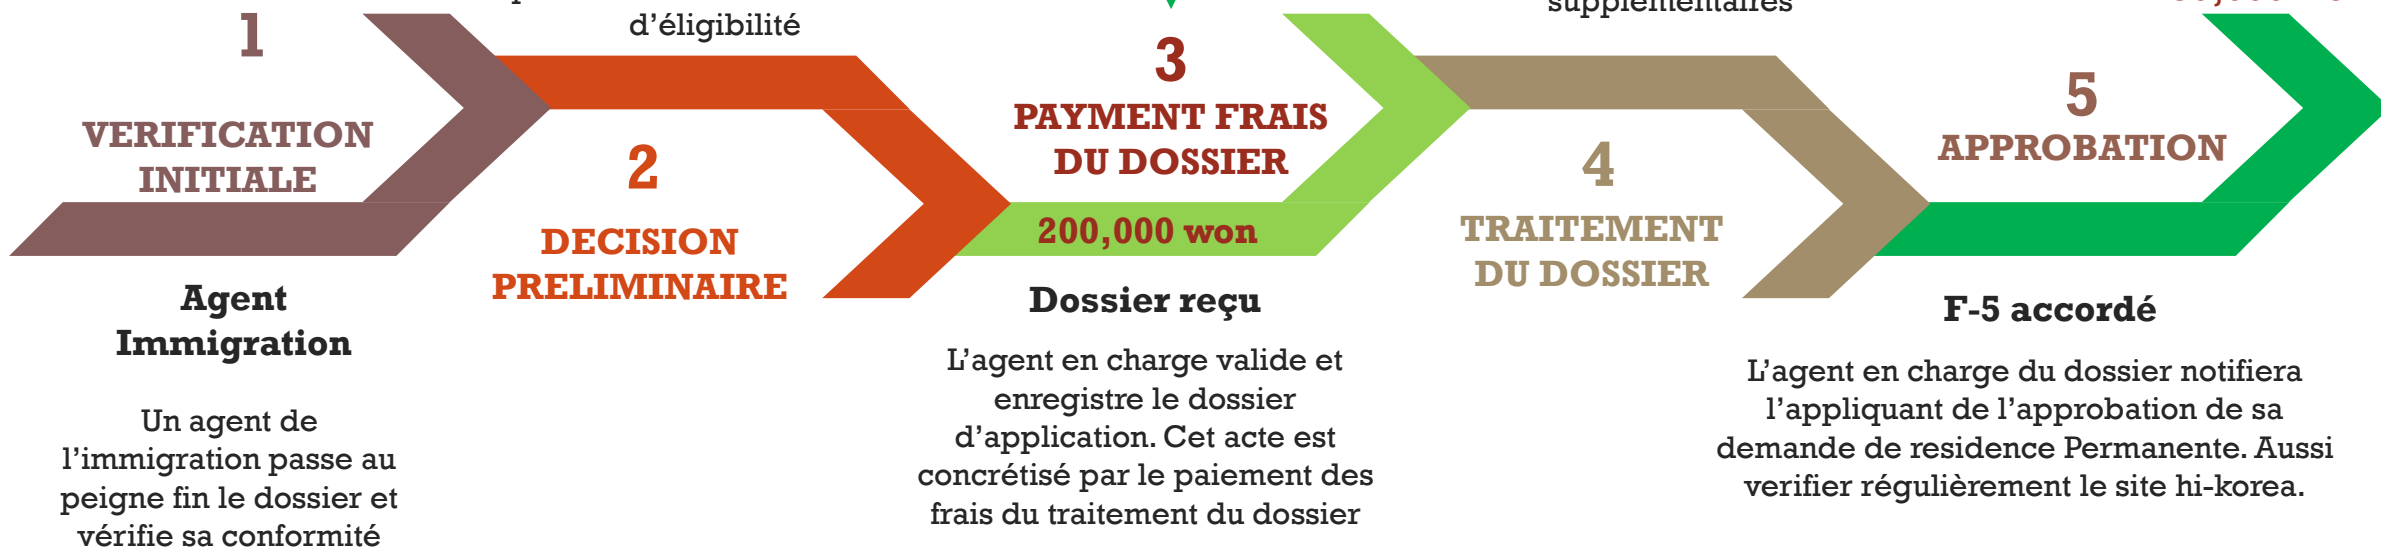 d’éligibilité
supplémentaires
1
VERIFICATION
INITIALE
Agent
Immigration
Un agent de
l’immigration passe au
peigne fin le dossier et
vérifie sa conformité
2
DECISION
PRELIMINAIRE
3
PAYMENT FRAIS
DU DOSSIER
200,000 won
Dossier reçu
L’agent en charge valide et
enregistre le dossier
d’application. Cet acte est
concrétisé par le paiement des
frais du traitement du dossier
4
TRAITEMENT
DU DOSSIER
5
APPROBATION
F-5 accordé
L’agent en charge du dossier notifiera
l’appliquant de l’approbation de sa
demande de residence Permanente. Aussi
verifier régulièrement le site hi-korea.